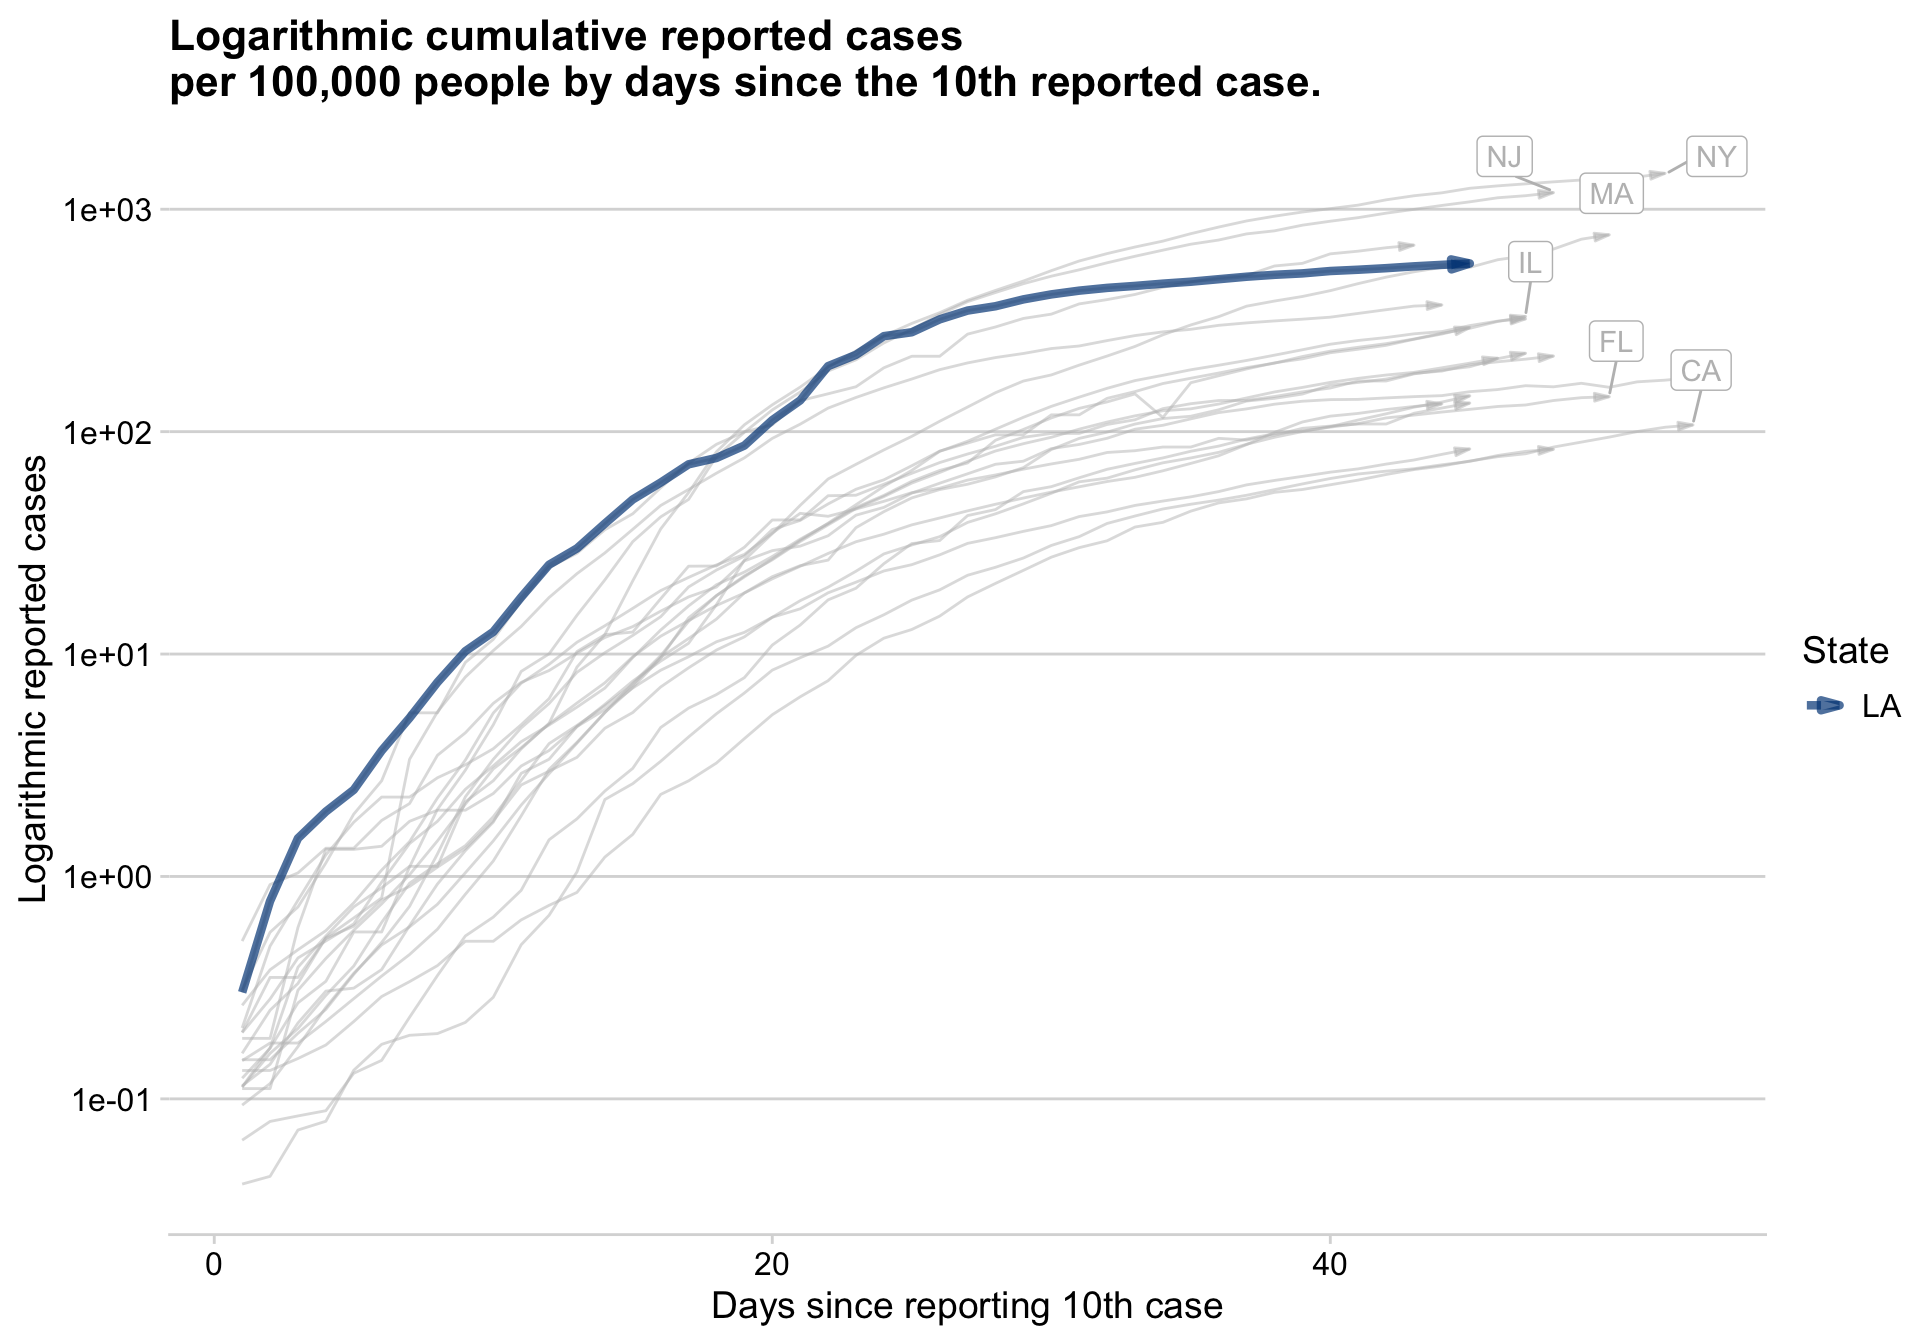 Logarithmic cumulative reported cases
per 100,000 people by days since the 10th reported case.
NJ
NY
MA
IL
FL
CA
1e+03
1e+02
1e+01
1e+00
1e-01
Logarithmic reported cases
0
20
40
Days since reporting 10th case
State
LA